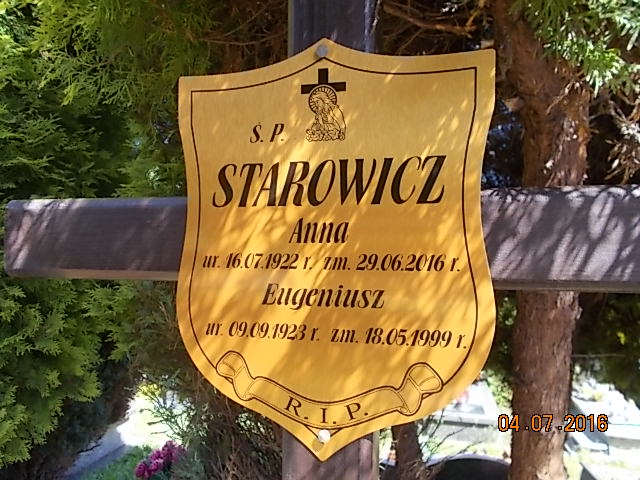 Ś. P.
STAROWICZ
Anna
ur. 16.07.1922 r. zm. 29.06.2016 r.
Eugeniusz
ur. 09.09.1923 r. zm. 18.05.1999 r.
R. I. P.
04.07.2016